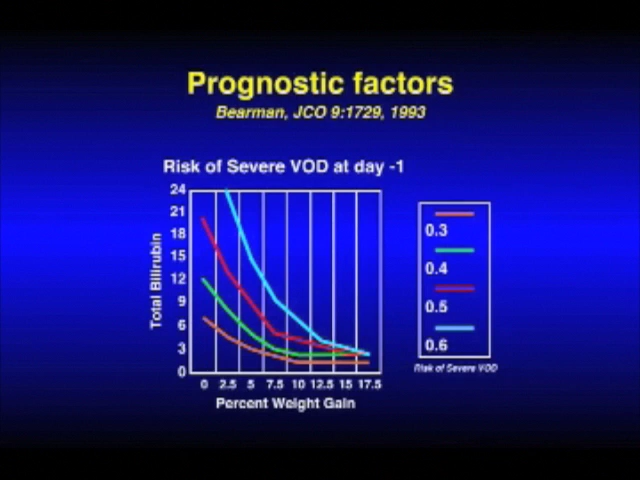 Prognostic factors
Bearman, JCO 9:1729, 1993
Risk of Severe VOD at day -1
Total Bilirubin
24
21
18
15
12
9
6
3
0
0 2.5 5 7.5 10 12.5 15 17.5
Percent Weight Gain
0.3
0.4
0.5
0.6
Risk of Severe VOD